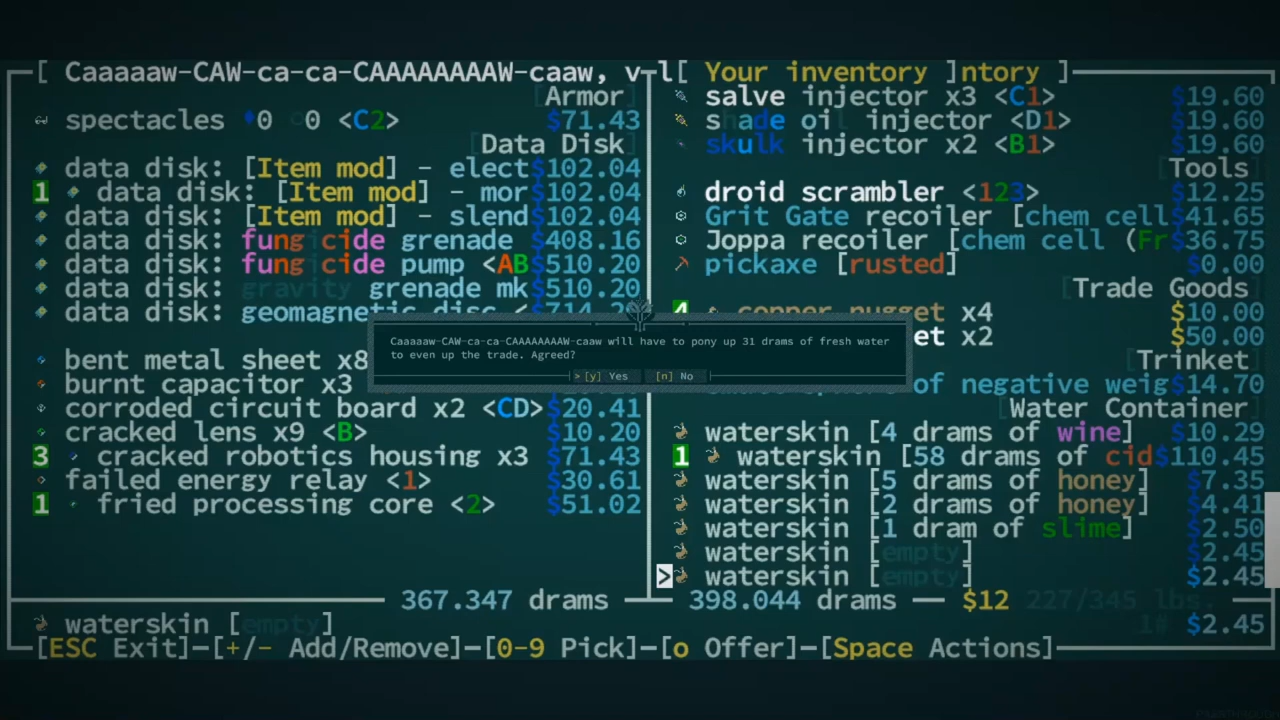 [ Caaaaaw-CAW-ca-ca-CAAAAAAAAW-caaw, v
[Armor]
spectacles ♦0 ○0 <C2> $71.43
[Data Disk]
data disk: [Item mod] - elect $102.04
1 data disk: [Item mod] - mor $102.04
data disk: [Item mod] - slend $102.04
data disk: fungicide grenade $408.16
data disk: fungicide pump <AB $510.20
data disk: gravity grenade mk $510.20
data disk: geomagnetic disc <
bent metal sheet x8
burnt capacitor x3
corroded circuit board x2 <CD> $20.41
cracked lens x9 <B> $10.20
3 cracked robotics housing x3 $71.43
failed energy relay <1> $30.61
1 fried processing core <2> $51.02
367.347 drams
l[ Your inventory ]ntory ]
salve injector x3 <C1> $19.60
shade oil injector <D1> $19.60
skulk injector x2 <B1> $19.60
[Tools]
droid scrambler <123> $12.25
Grit Gate recoiler [chem cell $41.65
Joppa recoiler [chem cell (Fr $36.75
pickaxe [rusted] $0.00
[Trade Goods]
4 copper nugget x4 $10.00
et x2 $50.00
[Trinket]
of negative weig $14.70
[Water Container]
waterskin [4 drams of wine] $10.29
1 waterskin [58 drams of cid $110.45
waterskin [5 drams of honey] $7.35
waterskin [2 drams of honey] $4.41
waterskin [1 dram of slime] $2.50
waterskin [empty] $2.45
> waterskin [empty] $2.45
398.044 drams — $12 227/345 lbs.
Caaaaaw-CAW-ca-ca-CAAAAAAAAW-caaw will have to pony up 31 drams of fresh water
to even up the trade. Agreed?
> [y] Yes [n] No
waterskin [empty] 1# $2.45
[ESC Exit]-[+/- Add/Remove]-[0-9 Pick]-[o Offer]-[Space Actions]